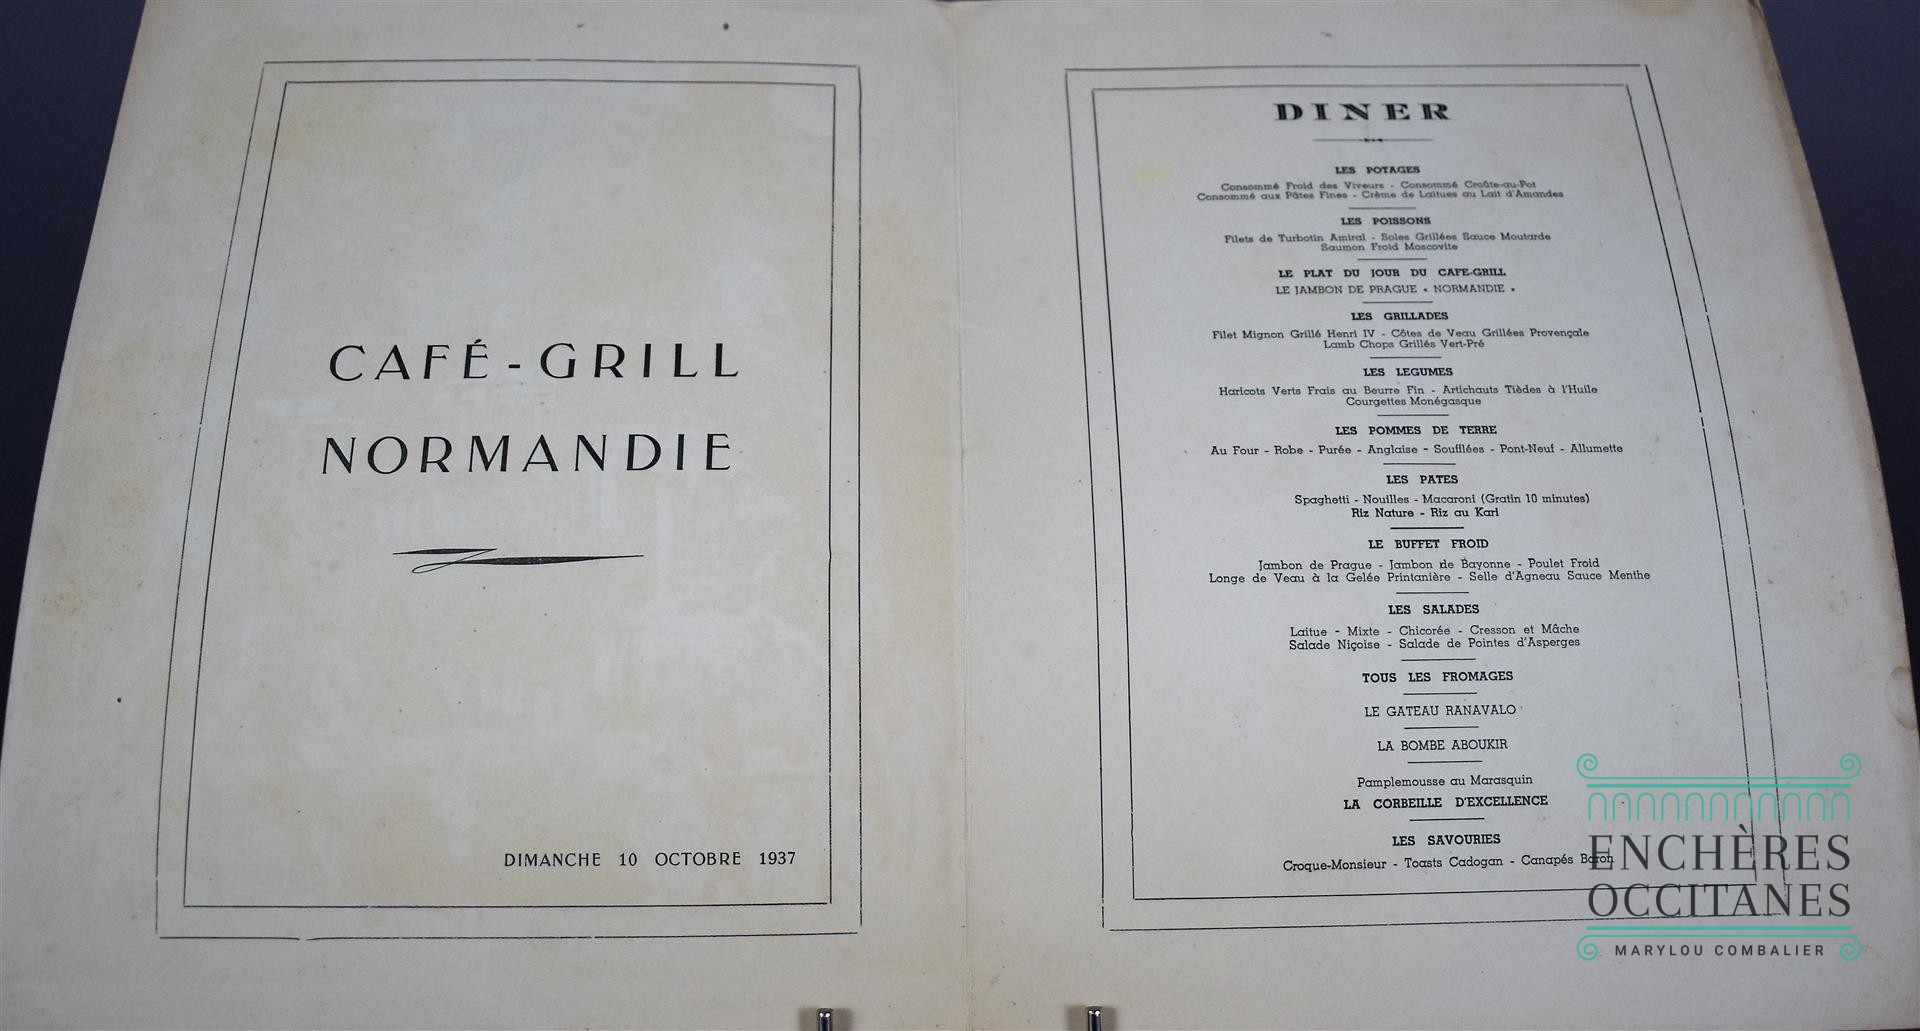 CAFÉ-GRILL
NORMANDIE
DIMANCHE 10 OCTOBRE 1937
DINER
LES POTAGES
Consommé Froid des Viveurs - Consommé Croûte-au-Pot
Consommé aux Pâtes Fines - Crème de Laitues au Lait d'Amandes
LES POISSONS
Filets de Turbotin Amiral - Soles Grillées Sauce Moutarde
Saumon Froid Moscovite
LE PLAT DU JOUR DU CAFE-GRILL
LE JAMBON DE PRAGUE « NORMANDIE »
LES GRILLADES
Filet Mignon Grillé Henri IV - Côtes de Veau Grillées Provençale
Lamb Chops Grillés Vert-Pré
LES LEGUMES
Haricots Verts Frais au Beurre Fin - Artichauts Tièdes à l'Huile
Courgettes Monégasque
LES POMMES DE TERRE
Au Four - Robe - Purée - Anglaise - Soufflées - Pont-Neuf - Allumette
LES PATES
Spaghetti - Nouilles - Macaroni (Gratin 10 minutes)
Riz Nature - Riz au Kari
LE BUFFET FROID
Jambon de Prague - Jambon de Bayonne - Poulet Froid
Longe de Veau à la Gelée Printanière - Selle d'Agneau Sauce Menthe
LES SALADES
Laitue - Mixte - Chicorée - Cresson et Mâche
Salade Niçoise - Salade de Pointes d'Asperges
TOUS LES FROMAGES
LE GATEAU RANAVALO
LA BOMBE ABOUKIR
Pamplemousse au Marasquin
LA CORBEILLE D'EXCELLENCE
LES SAVOURIES
Croque-Monsieur - Toasts Cadogan - Canapés Baron
ENCHÈRES
OCCITANES
MARYLOU COMBALIER